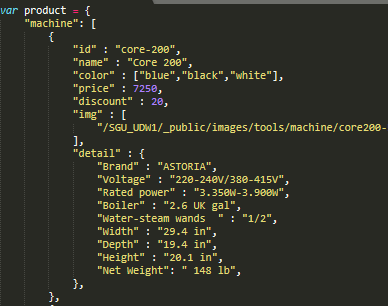 var product = {
"machine": [
{
"id" : "core-200",
"name" : "Core 200",
"color" : ["blue","black","white"],
"price" : 7250,
"discount" : 20,
"img" : [
"/SGU_UDW1/_public/images/tools/machine/core200-
],
"detail" : {
"Brand" : "ASTORIA",
"Voltage" : "220-240V/380-415V",
"Rated power" : "3.350W-3.900W",
"Boiler" : "2.6 UK gal",
"Water-steam wands  " : "1/2",
"Width" : "29.4 in",
"Depth" : "19.4 in",
"Height" : "20.1 in",
"Net Weight": " 148 lb",
},
},